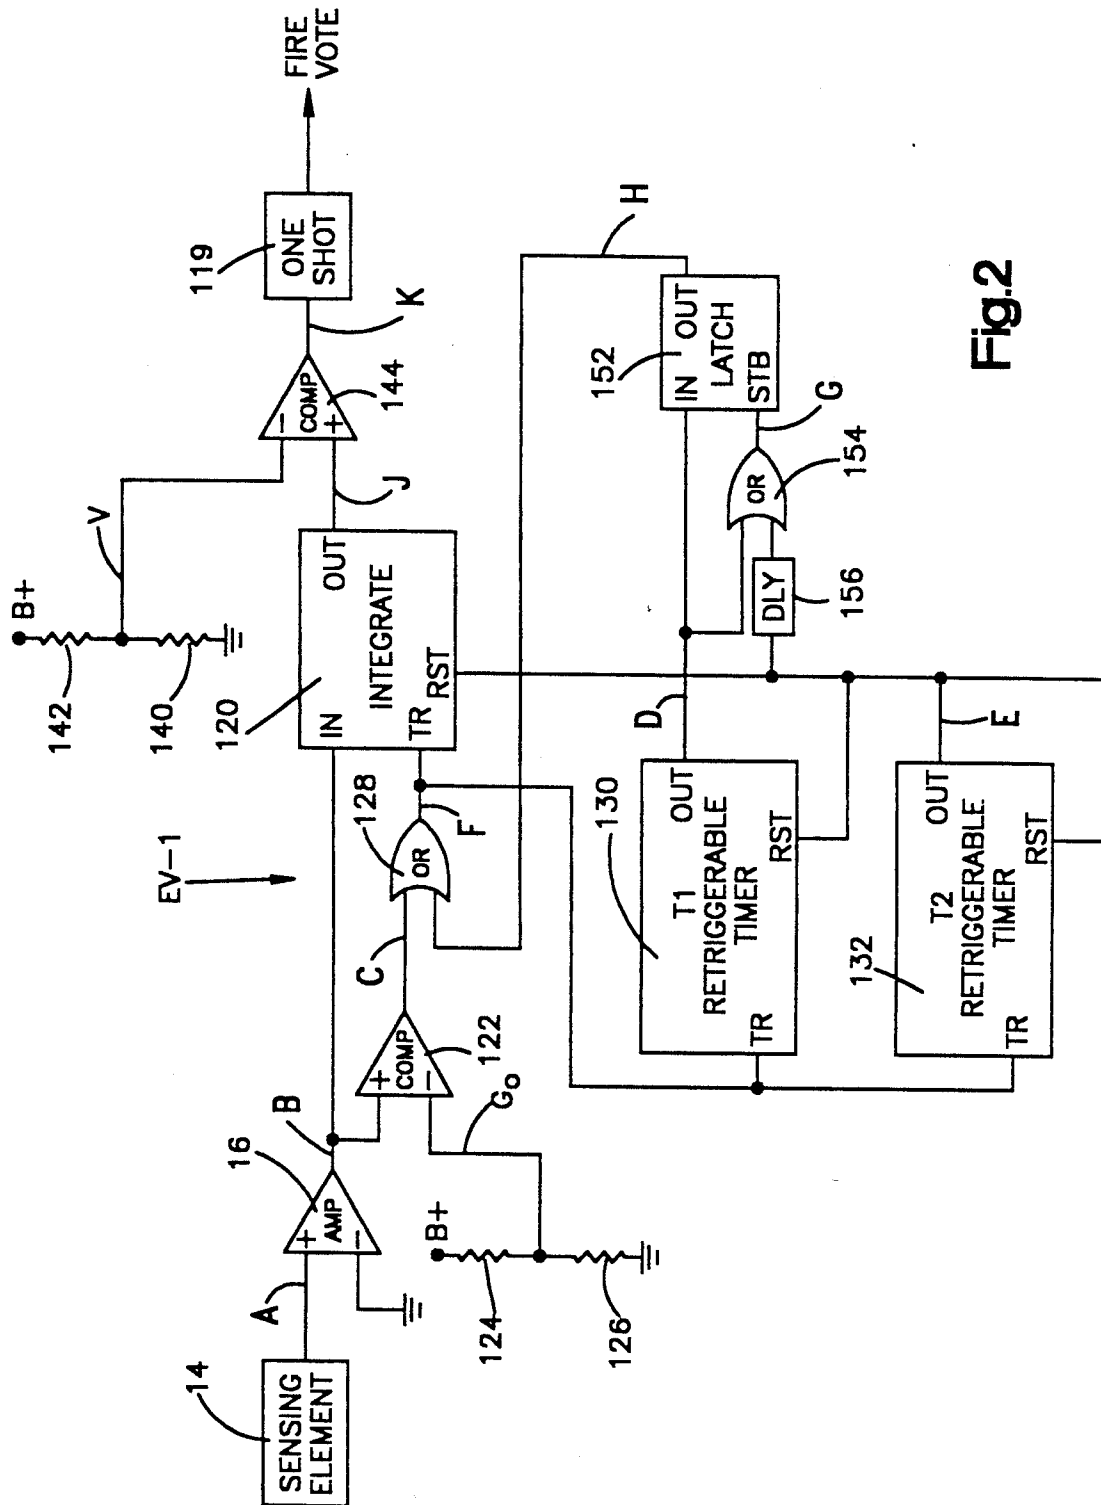 14
SENSING
ELEMENT
A
+
AMP
−
16
B
B+
124
126
G₀
+
COMP
−
122
C
EV−1
128
OR
F
B+
142
140
V
120
IN
OUT
INTEGRATE
TR
RST
J
−
COMP
+
144
K
119
ONE
SHOT
FIRE
VOTE
130
OUT
T1
RETRIGGERABLE
TIMER
TR
RST
D
132
OUT
T2
RETRIGGERABLE
TIMER
TR
RST
E
DLY
156
OR
154
G
152
IN
OUT
LATCH
STB
H
Fig.2